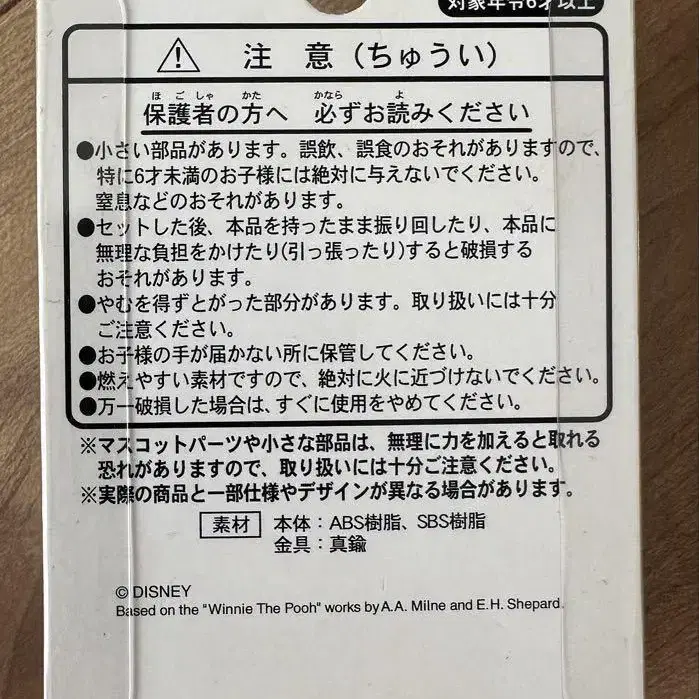 対象年令6才以上
注 意 (ちゅうい)
保護者の方へ 必ずお読みください
ほ ご しゃ かた かなら よ
●小さい部品があります。誤飲、誤食のおそれがありますので、
特に6才未満のお子様には絶対に与えないでください。
窒息などのおそれがあります。
●セットした後、本品を持ったまま振り回したり、本品に
無理な負担をかけたり(引っ張ったり)すると破損する
おそれがあります。
●やむを得ずとがった部分があります。取り扱いには十分
ご注意ください。
●お子様の手が届かない所に保管してください。
●燃えやすい素材ですので、絶対に火に近づけないでください。
●万一破損した場合は、すぐに使用をやめてください。
※マスコットパーツや小さな部品は、無理に力を加えると取れる
恐れがありますので、取り扱いには十分ご注意ください。
※実際の商品と一部仕様やデザインが異なる場合があります。
素材 本体：ABS樹脂、SBS樹脂
金具：真鍮
© DISNEY
Based on the "Winnie The Pooh" works by A.A. Milne and E.H. Shepard.